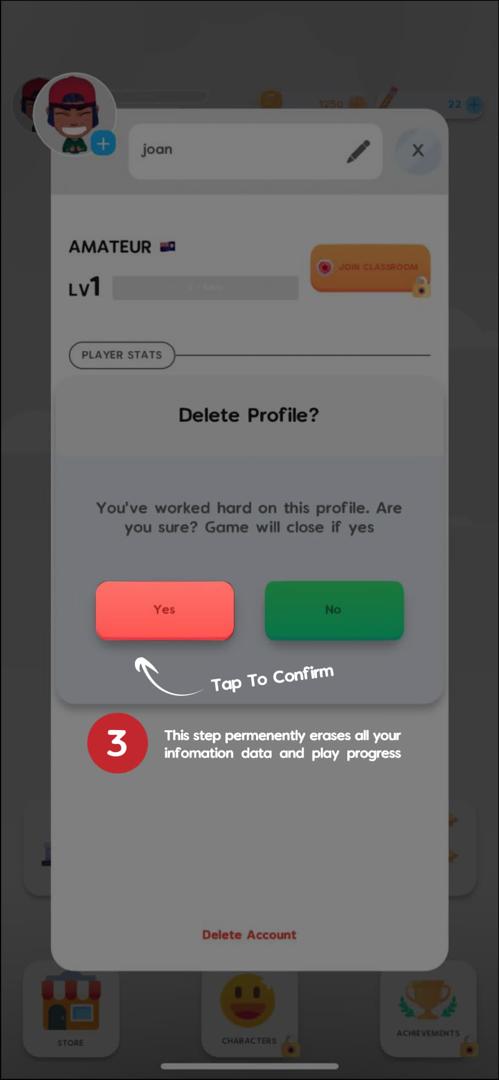 1250
22
joan
X
AMATEUR
LV1
JOIN CLASSROOM
PLAYER STATS
Delete Profile?
You've worked hard on this profile. Are
you sure? Game will close if yes
Yes
No
Tap To Confirm
3
This step permenently erases all your
infomation data and play progress
Delete Account
STORE
CHARACTERS
ACHIEVEMENTS